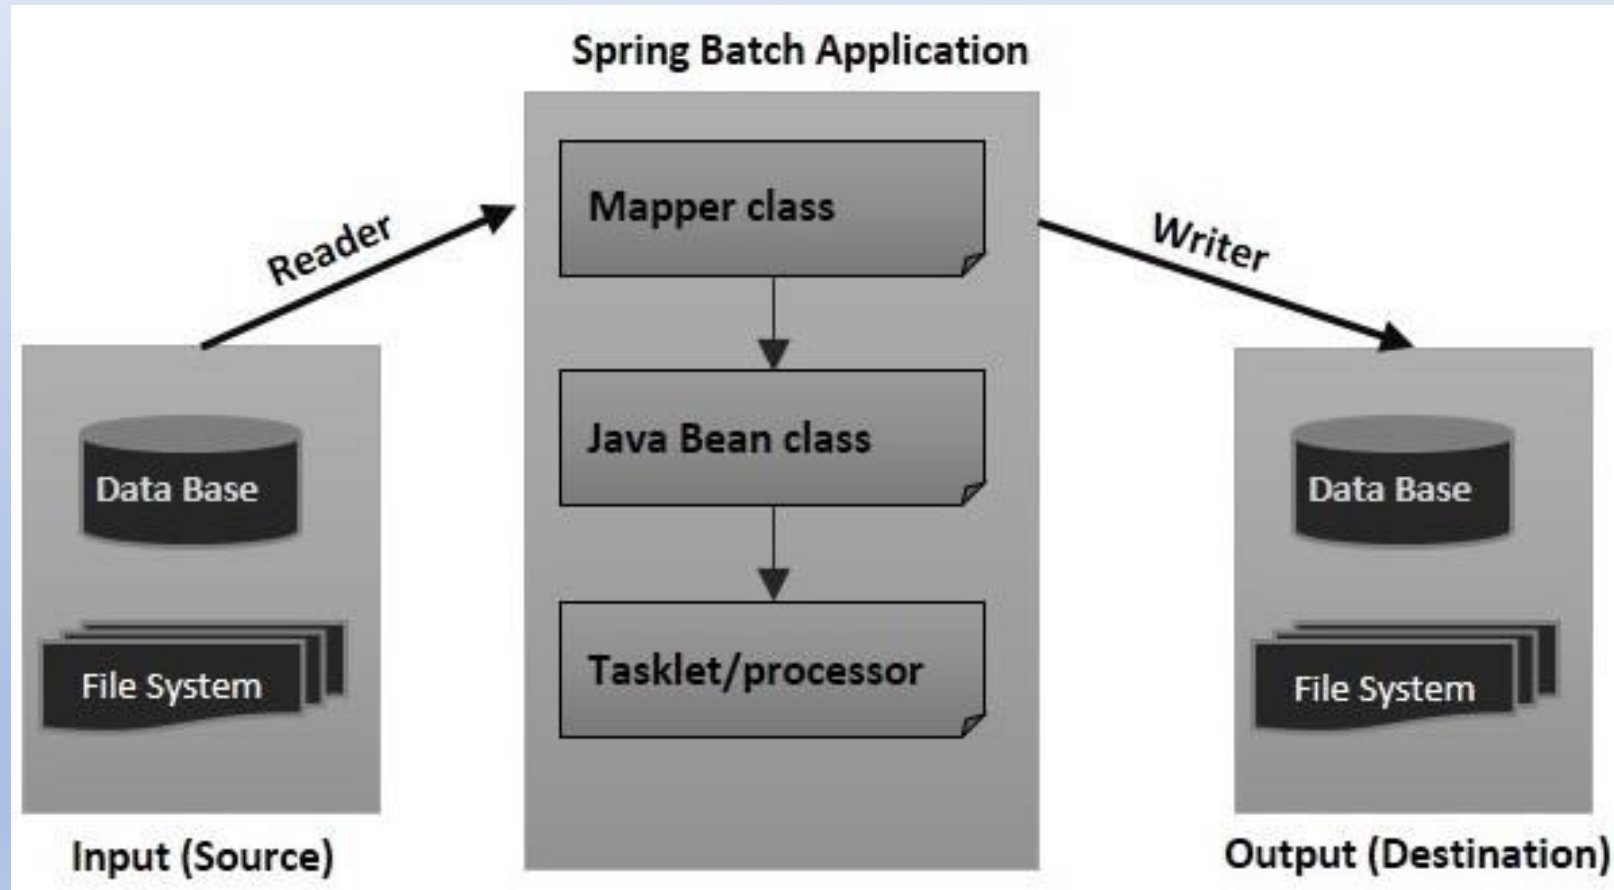 Spring Batch Application
Reader
Writer
Mapper class
Java Bean class
Tasklet/processor
Data Base
File System
Input (Source)
Data Base
File System
Output (Destination)